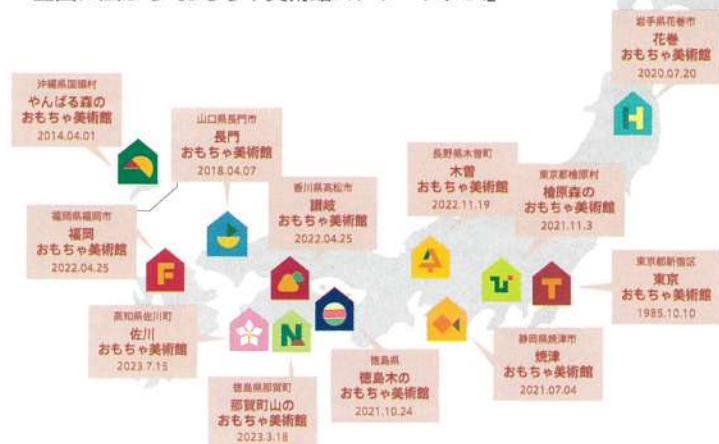 岩手県花巻市
花巻
おもちゃ美術館
2020.07.20
沖縄県国頭村
やんばる森の
おもちゃ美術館
2014.04.01
山口県長門市
長門
おもちゃ美術館
2018.04.07
長野県木曽町
木曽
おもちゃ美術館
2022.11.19
東京都檜原村
檜原森の
おもちゃ美術館
2021.11.3
香川県高松市
讃岐
おもちゃ美術館
2022.04.25
福岡県福岡市
福岡
おもちゃ美術館
2022.04.25
東京都新宿区
東京
おもちゃ美術館
1985.10.10
高知県佐川町
佐川
おもちゃ美術館
2023.7.15
徳島県那賀町
那賀町山の
おもちゃ美術館
2023.3.18
徳島県
徳島木の
おもちゃ美術館
2021.10.24
静岡県焼津市
焼津
おもちゃ美術館
2021.07.04
H
F
N
T